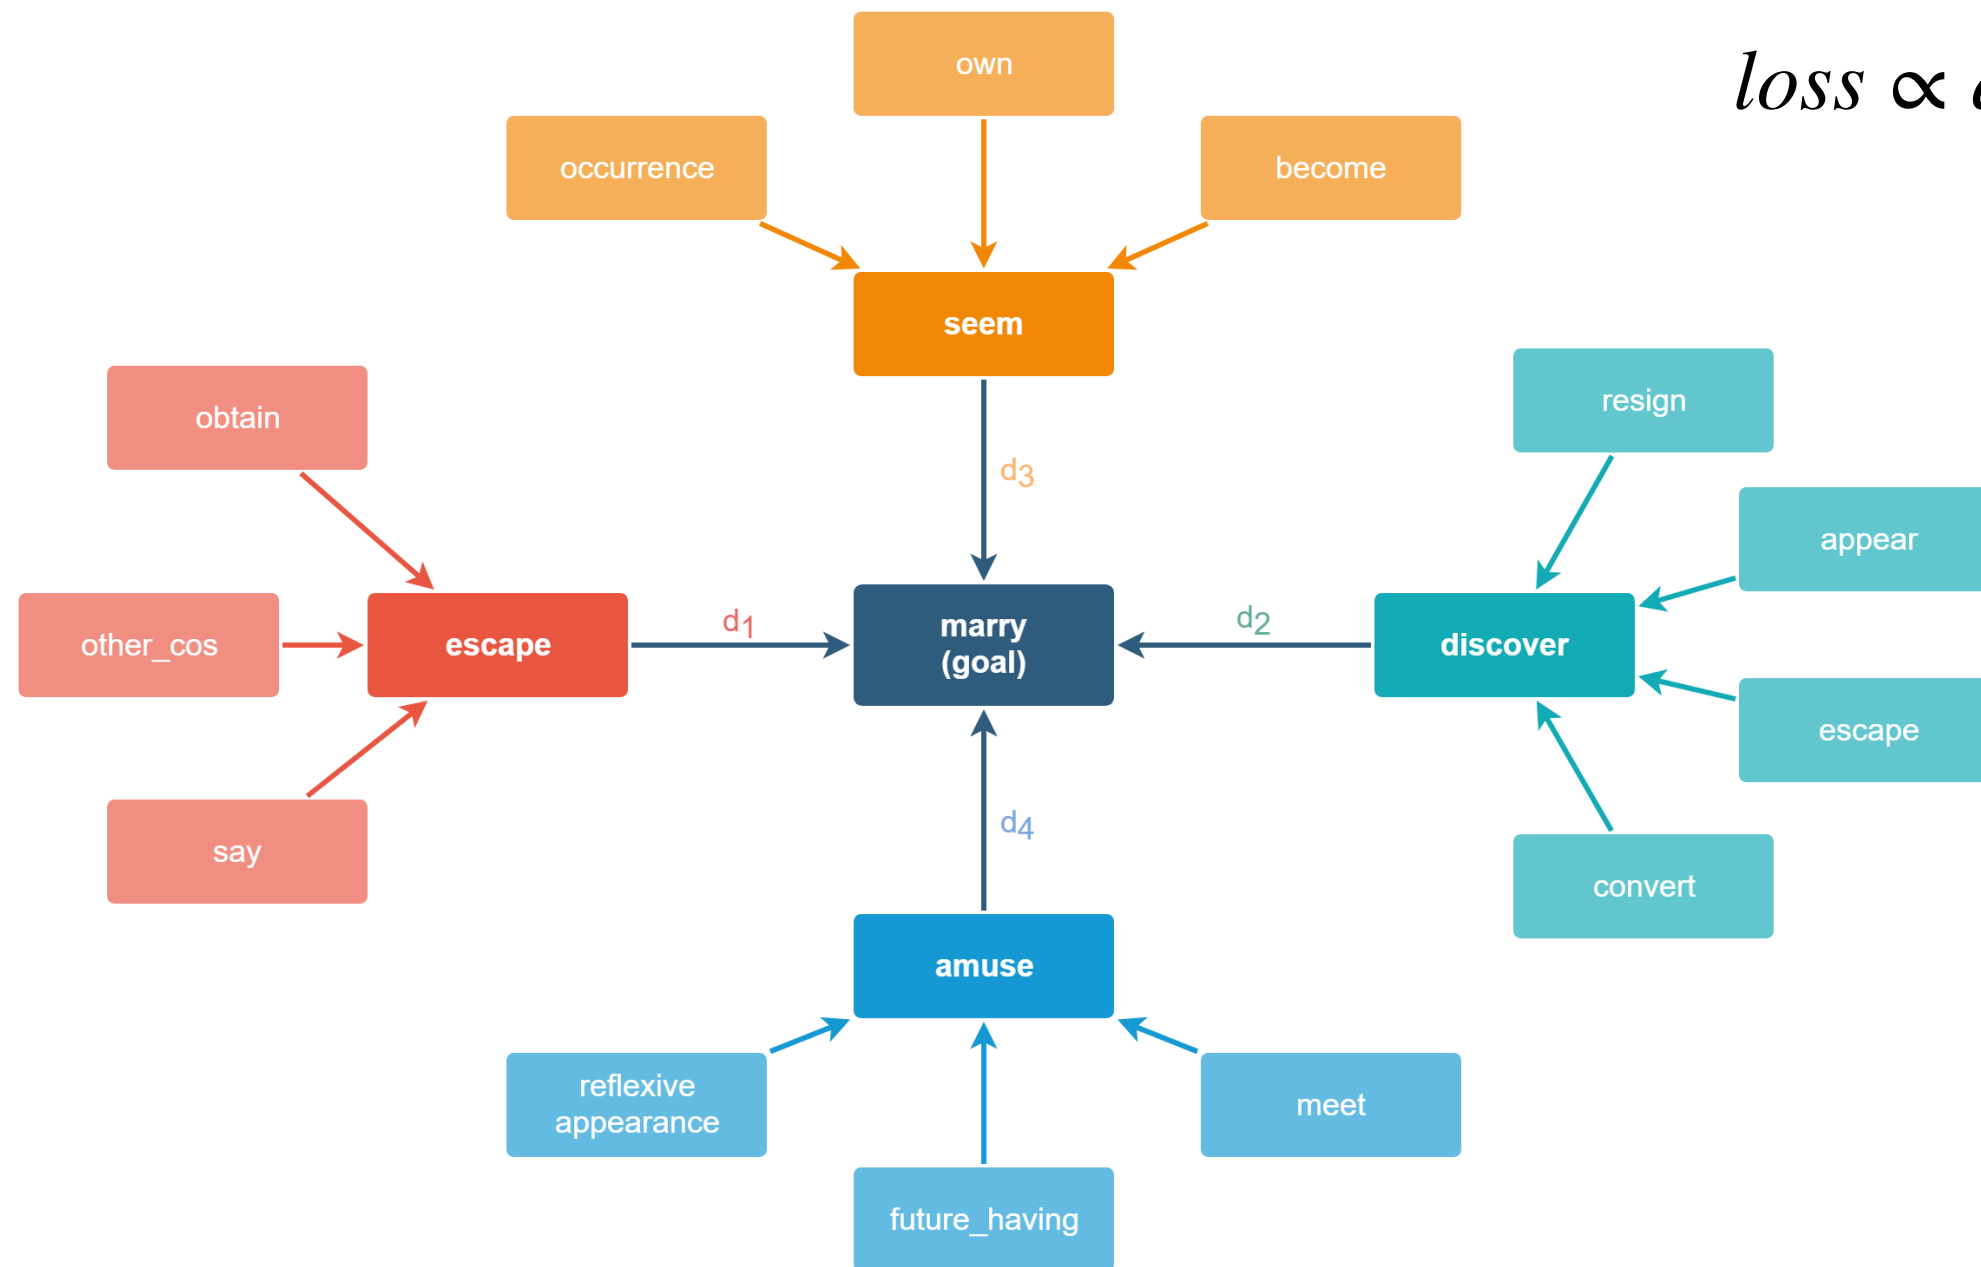 own
loss ∝
occurrence
become
seem
resign
obtain
d3
appear
d1
d2
other_cos
escape
marry
(goal)
discover
escape
d4
say
convert
amuse
reflexive
appearance
meet
future_having